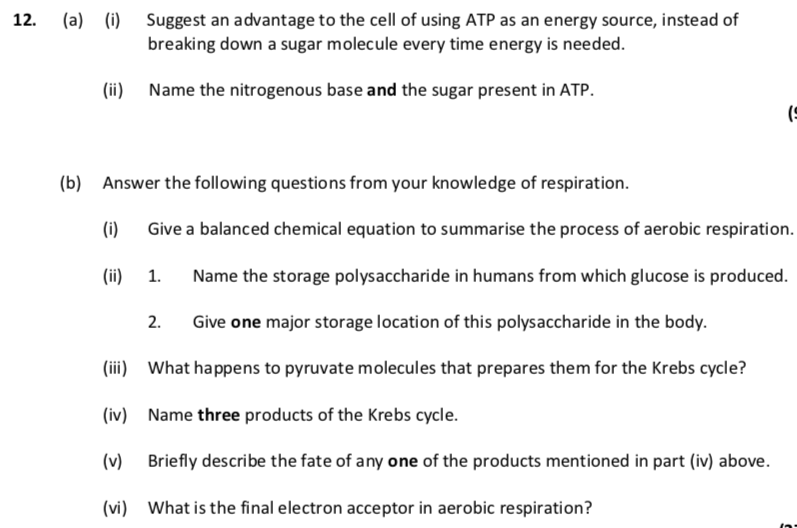 12. (a) (i) Suggest an advantage to the cell of using ATP as an energy source, instead of
breaking down a sugar molecule every time energy is needed.
(ii) Name the nitrogenous base and the sugar present in ATP.
(b) Answer the following questions from your knowledge of respiration.
(i) Give a balanced chemical equation to summarise the process of aerobic respiration.
(ii) 1. Name the storage polysaccharide in humans from which glucose is produced.
2. Give one major storage location of this polysaccharide in the body.
(iii) What happens to pyruvate molecules that prepares them for the Krebs cycle?
(iv) Name three products of the Krebs cycle.
(v) Briefly describe the fate of any one of the products mentioned in part (iv) above.
(vi) What is the final electron acceptor in aerobic respiration?